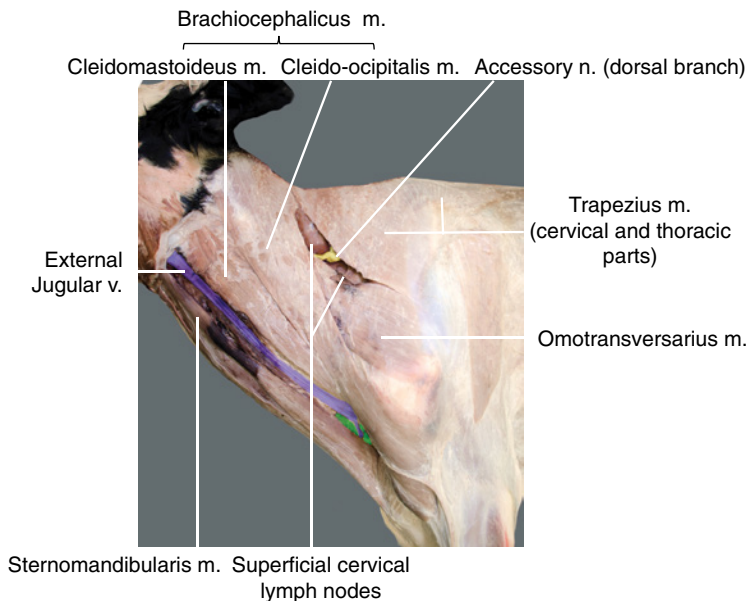 Brachiocephalicus m.
Cleidomastoideus m. Cleido-ocipitalis m. Accessory n. (dorsal branch)
Trapezius m.
(cervical and thoracic
parts)
External
Jugular v.
Omotransversarius m.
Sternomandibularis m. Superficial cervical
lymph nodes